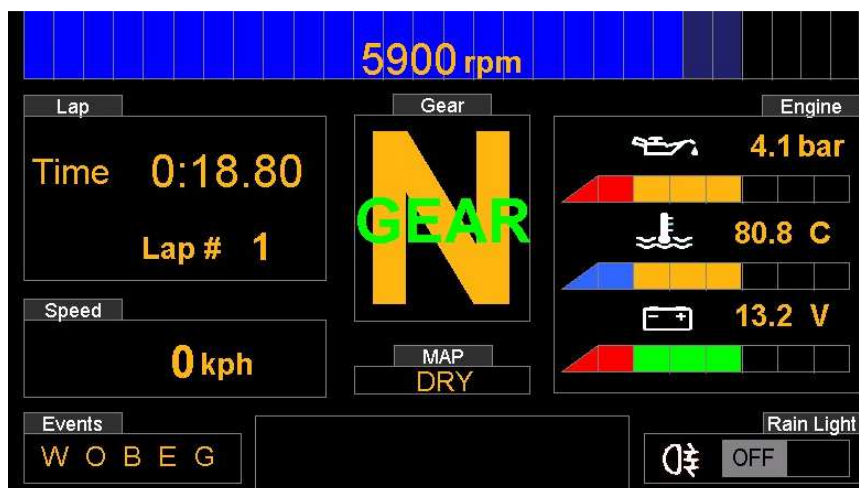 5900 rpm
Lap
Time 0:18.80
Lap # 1
Gear
N
GEAR
Engine
4.1 bar
80.8 C
- +
13.2 V
Speed
0 kph
MAP
DRY
Events
W O B E G
Rain Light
OFF